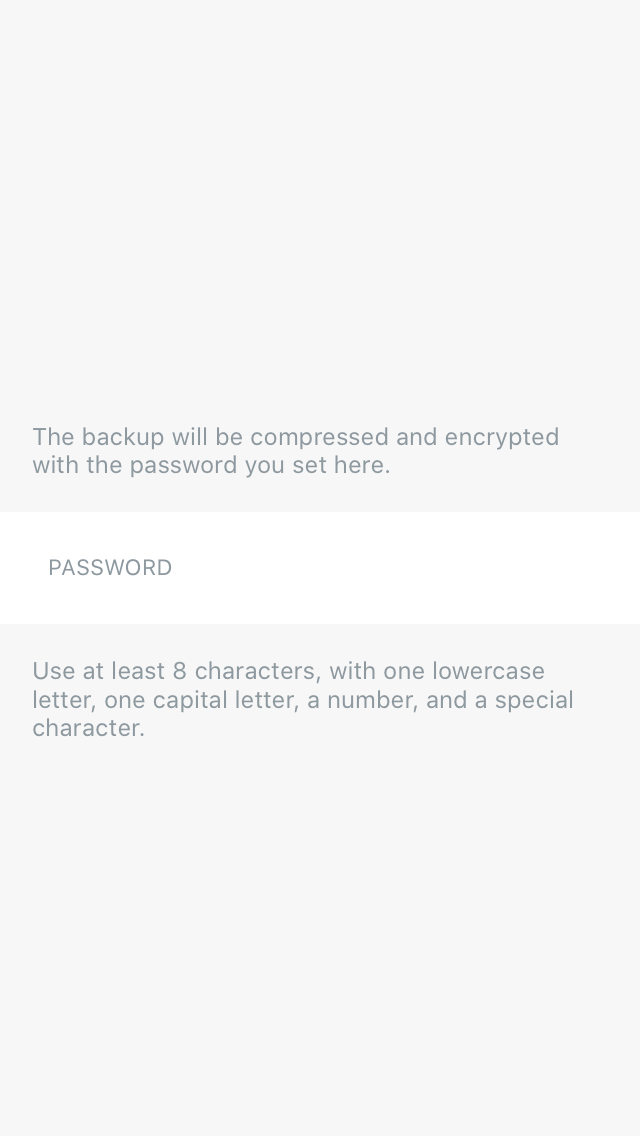 The backup will be compressed and encrypted
with the password you set here.
PASSWORD
Use at least 8 characters, with one lowercase
letter, one capital letter, a number, and a special
character.